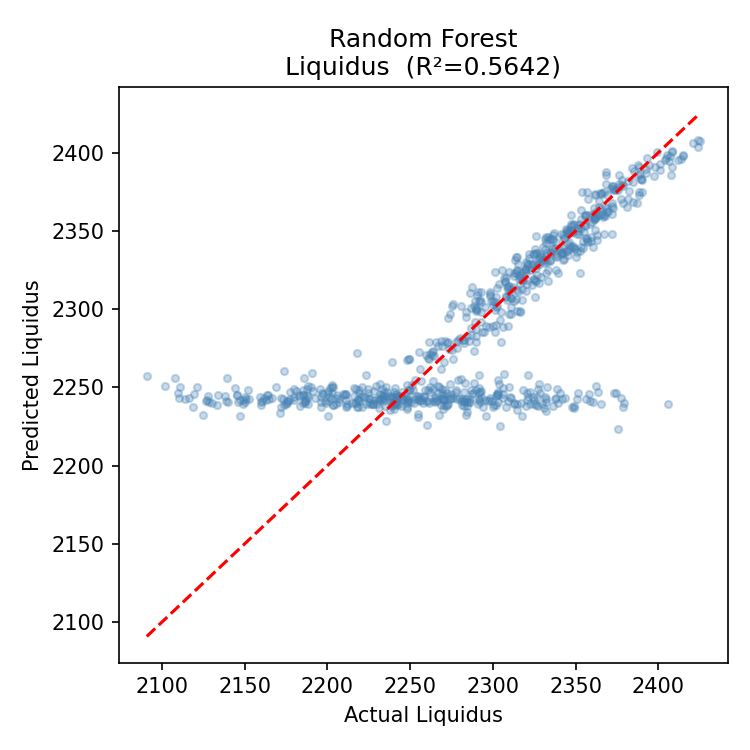 Random Forest
Liquidus (R²=0.5642)
2400
2350
2300
2250
2200
2150
2100
Predicted Liquidus
2100 2150 2200 2250 2300 2350 2400
Actual Liquidus